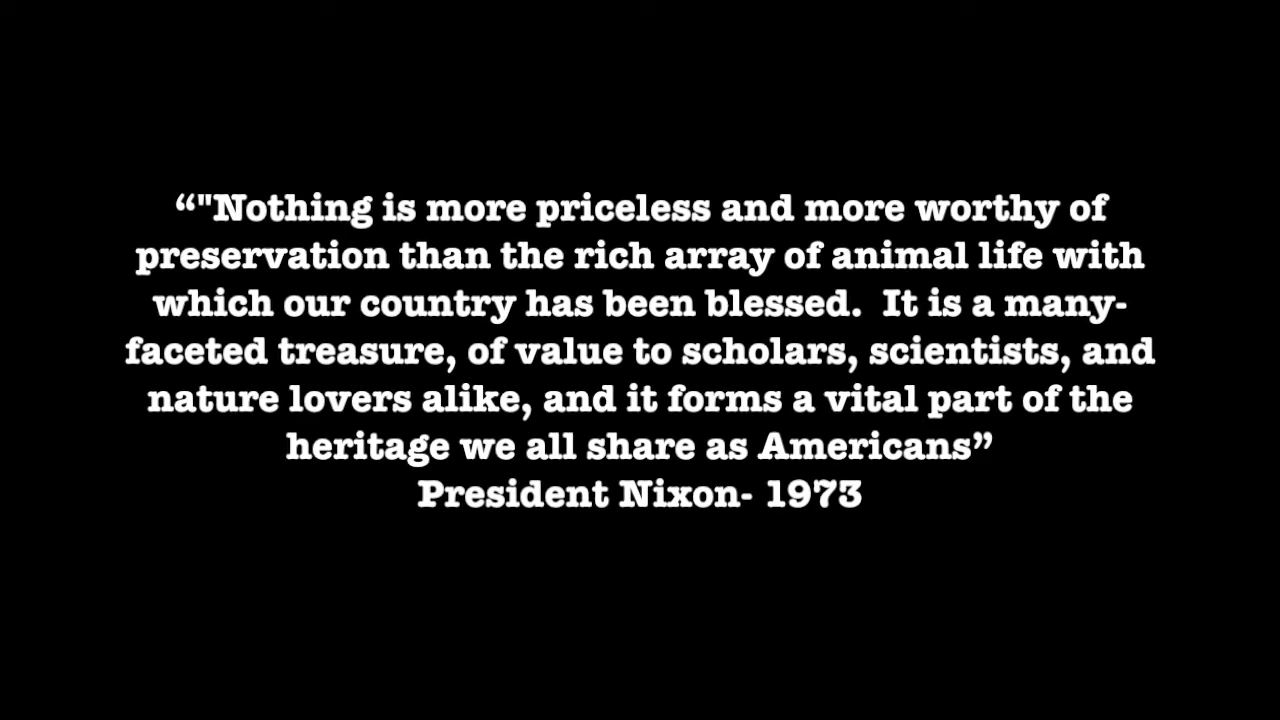 “"Nothing is more priceless and more worthy of
preservation than the rich array of animal life with
which our country has been blessed.  It is a many-
faceted treasure, of value to scholars, scientists, and
nature lovers alike, and it forms a vital part of the
heritage we all share as Americans”
President Nixon- 1973